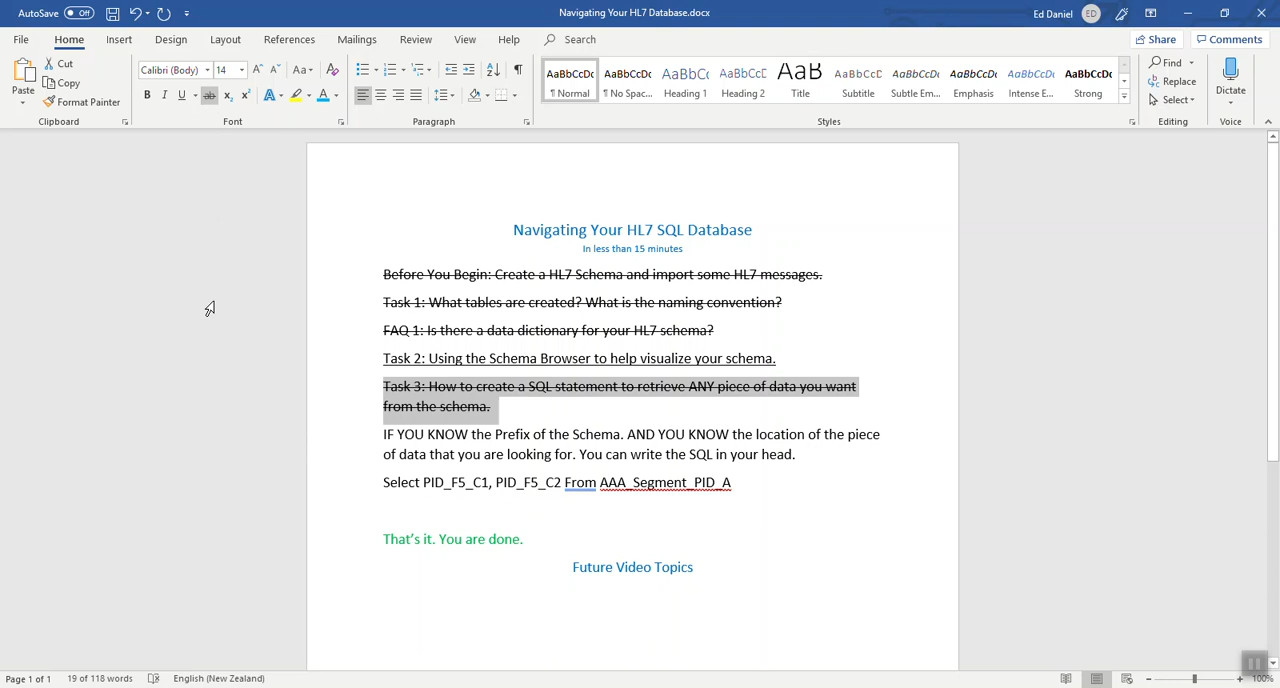 AutoSave Off Navigating Your HL7 Database.docx Ed Daniel ED
File Home Insert Design Layout References Mailings Review View Help Search Share Comments
Paste Cut Copy Format Painter
Calibri (Body) 14 Aa
B I U ab x₂ x² A A
AaBbCcDc AaBbCcDc AaBbC( AaBbCcC AaB AaBbCcC AaBbCcDc AaBbCcDc AaBbCcDc AaBbCcDc
¶ Normal ¶ No Spac... Heading 1 Heading 2 Title Subtitle Subtle Em... Emphasis Intense E... Strong
Find Replace Select Dictate
Clipboard Font Paragraph Styles Editing Voice
Navigating Your HL7 SQL Database
In less than 15 minutes
Before You Begin: Create a HL7 Schema and import some HL7 messages.
Task 1: What tables are created? What is the naming convention?
FAQ 1: Is there a data dictionary for your HL7 schema?
Task 2: Using the Schema Browser to help visualize your schema.
Task 3: How to create a SQL statement to retrieve ANY piece of data you want
from the schema.
IF YOU KNOW the Prefix of the Schema. AND YOU KNOW the location of the piece
of data that you are looking for. You can write the SQL in your head.
Select PID_F5_C1, PID_F5_C2 From AAA_Segment_PID_A
That's it. You are done.
Future Video Topics
Page 1 of 1 19 of 118 words English (New Zealand) 100%